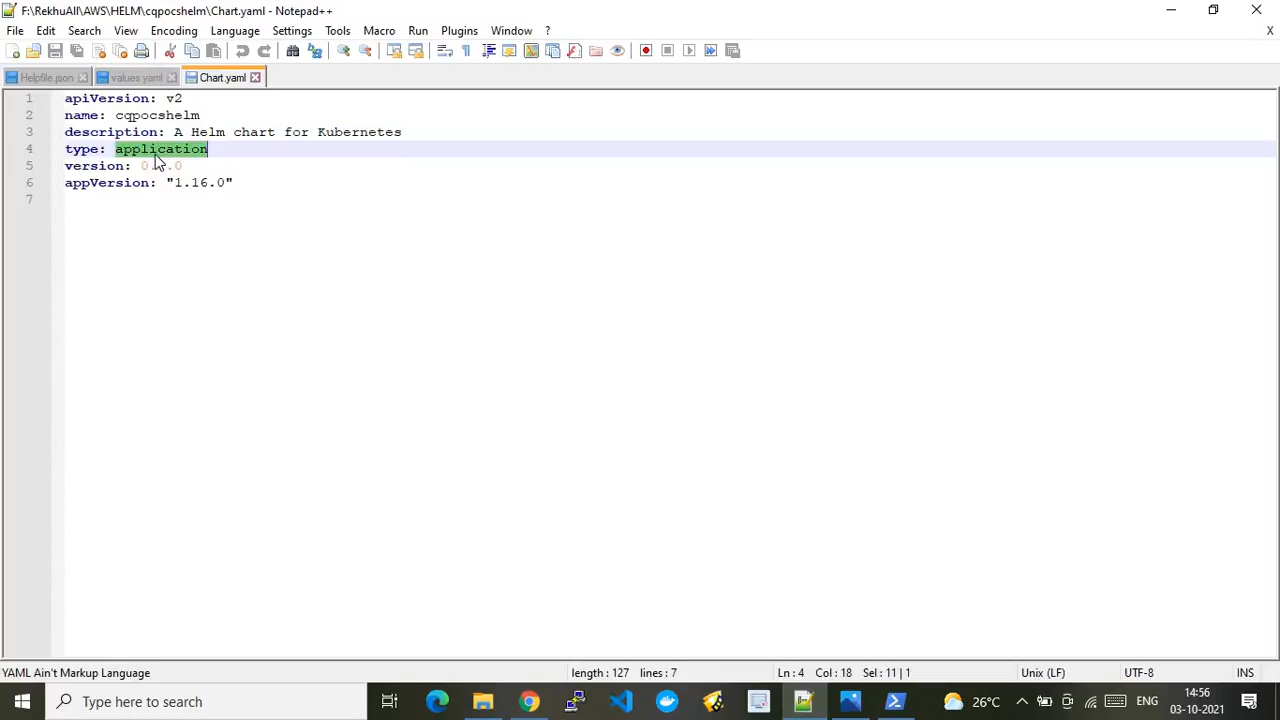 F:\RekhuAll\AWS\HELM\cqpocshelm\Chart.yaml - Notepad++
File Edit Search View Encoding Language Settings Tools Macro Run Plugins Window ? X
Helpfile.json values.yaml Chart.yaml
1 apiVersion: v2
2 name: cqpocshelm
3 description: A Helm chart for Kubernetes
4 type: application
5 version:
6 appVersion: "1.16.0"
7
YAML Ain't Markup Language length : 127 lines : 7 Ln : 4 Col : 18 Sel : 11 | 1 Unix (LF) UTF-8 INS
Type here to search 26°C ENG 14:56
03-10-2021